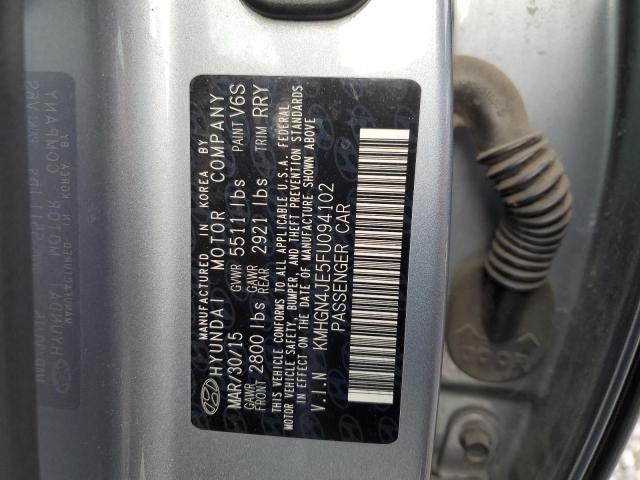 MANUFACTURED IN KOREA BY
HYUNDAI MOTOR COMPANY
MAR/30/15 GVWR 5511 lbs PAINT V6S
GAWR FRONT 2800 lbs GAWR REAR 2921 lbs TRIM RRY
THIS VEHICLE CONFORMS TO ALL APPLICABLE U.S.A. FEDERAL
MOTOR VEHICLE SAFETY, BUMPER, AND THEFT PREVENTION STANDARDS
IN EFFECT ON THE DATE OF MANUFACTURE SHOWN ABOVE
V.I.N KMHGN4JE5FU094102
PASSENGER CAR
DOOR